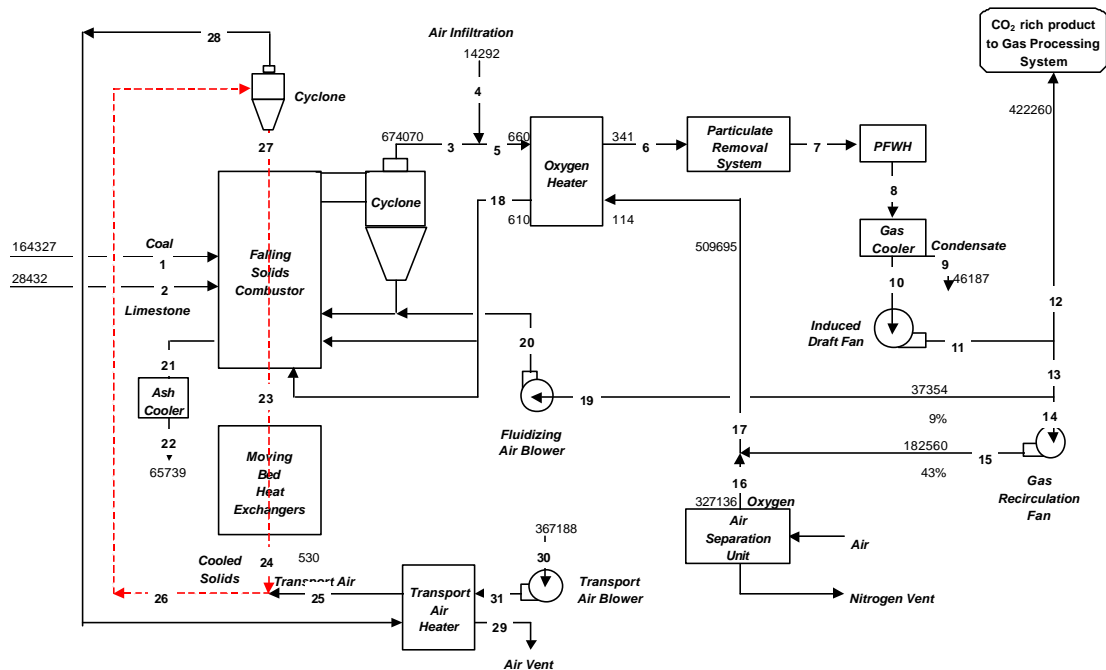 CO2 rich product
to Gas Processing
System
28
Air Infiltration
14292
4
Cyclone
422260
674070
3
5
660
341
6
Particulate
Removal
System
7
PFWH
27
Oxygen
Heater
Cyclone
8
18
610
114
509695
Gas
Cooler
Condensate
9
46187
164327
Coal
1
28432
2
Limestone
Falling
Solids
Combustor
10
12
Induced
Draft Fan
11
20
21
13
Ash
Cooler
23
19
37354
9%
14
Fluidizing
Air Blower
17
22
65739
Moving
Bed
Heat
Exchangers
182560
15
43%
16
Gas
Recirculation
Fan
327136
Oxygen
Air
Separation
Unit
Air
367188
530
Cooled
Solids
24
30
Transport Air
26
25
Transport
Air
Heater
31
Transport
Air Blower
Nitrogen Vent
29
Air Vent